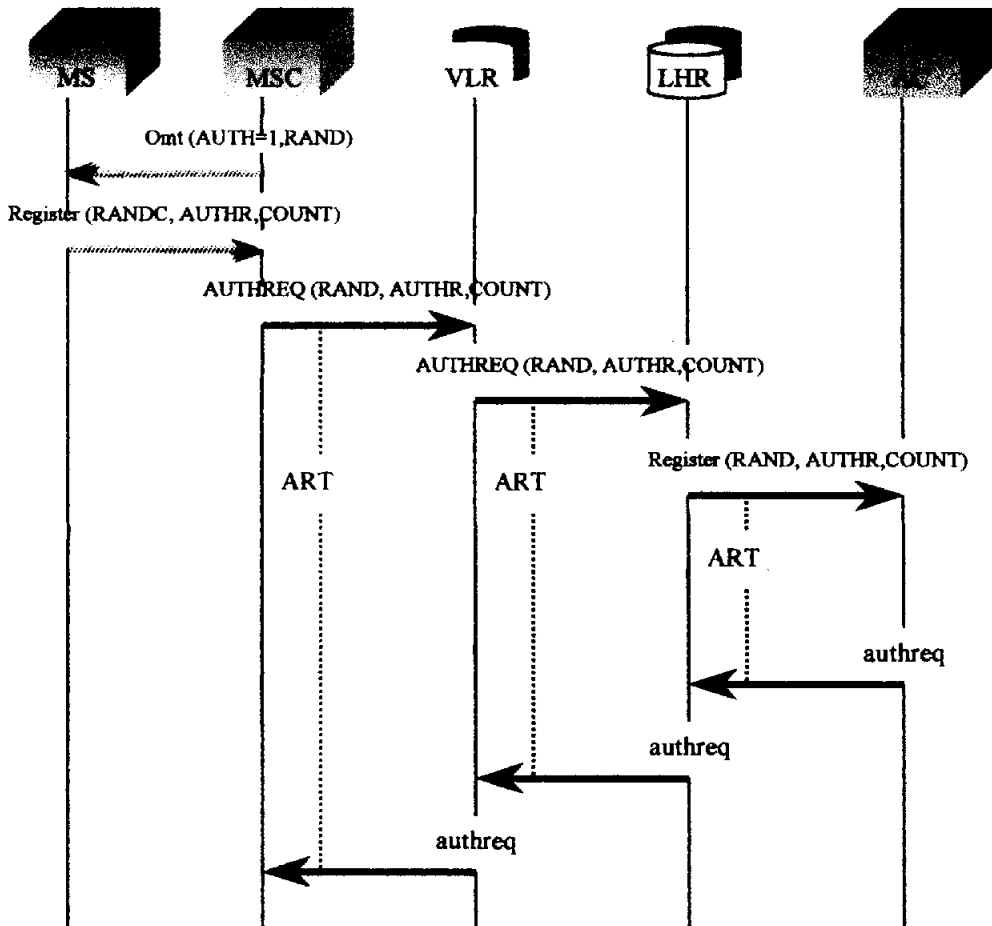 MS MSC VLR LHR AC
Omt (AUTH=1,RAND)
Register (RANDC, AUTHR,COUNT)
AUTHREQ (RAND, AUTHR,COUNT)
AUTHREQ (RAND, AUTHR,COUNT)
Register (RAND, AUTHR,COUNT)
ART
ART
ART
authreq
authreq
authreq